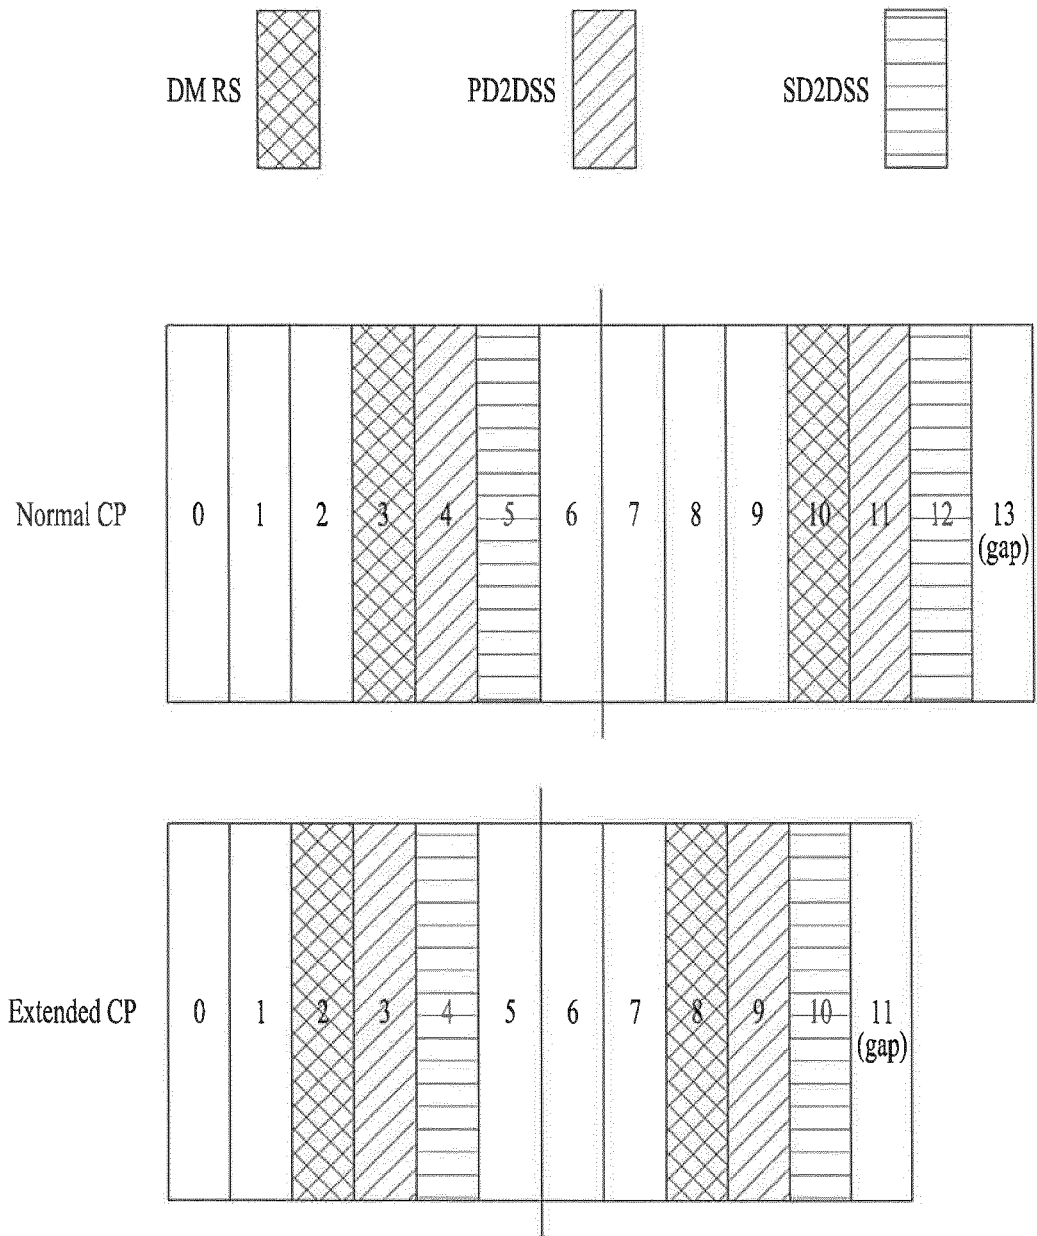 DM RS PD2DSS SD2DSS
Normal CP 0 1 2 3 4 5 6 7 8 9 10 11 12 13
(gap)
Extended CP 0 1 2 3 4 5 6 7 8 9 10 11
(gap)